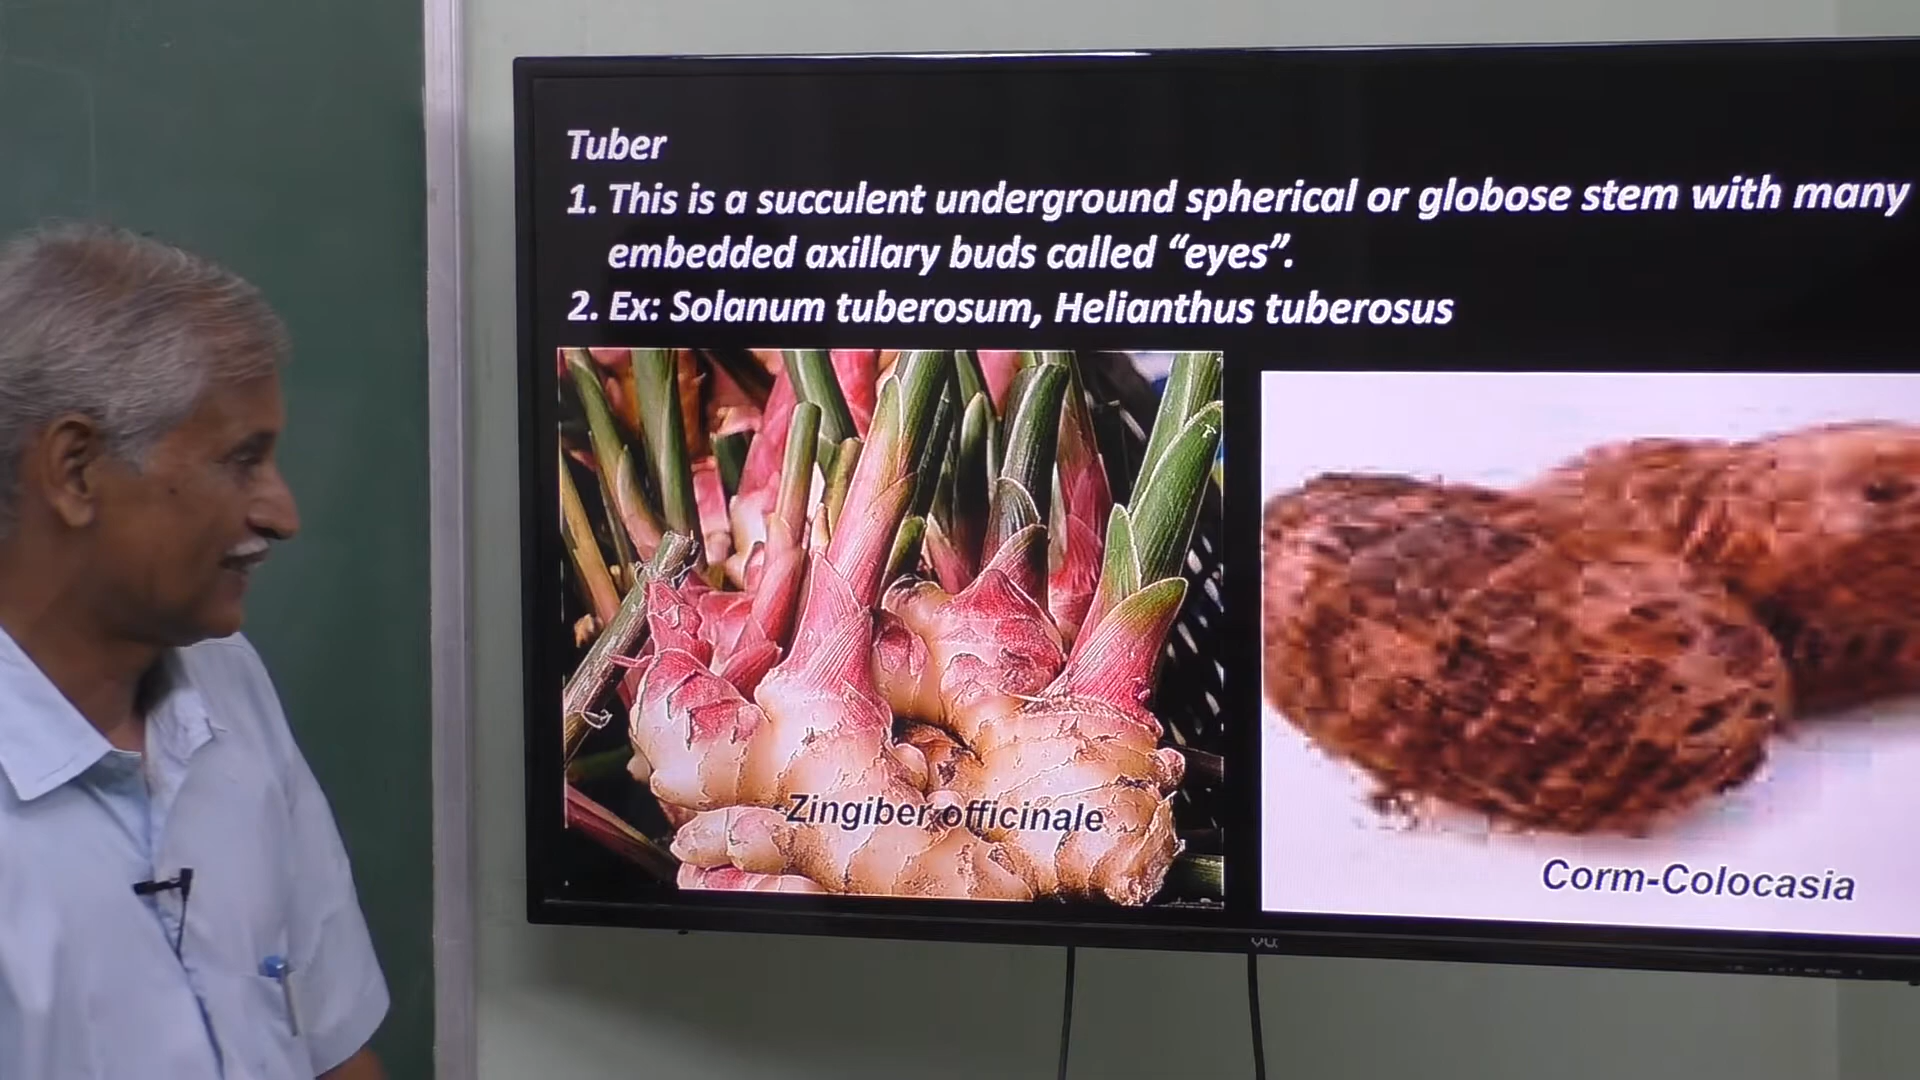 Tuber
1. This is a succulent underground spherical or globose stem with many
embedded axillary buds called “eyes”.
2. Ex: Solanum tuberosum, Helianthus tuberosus
Zingiber officinale
Corm-Colocasia
VU